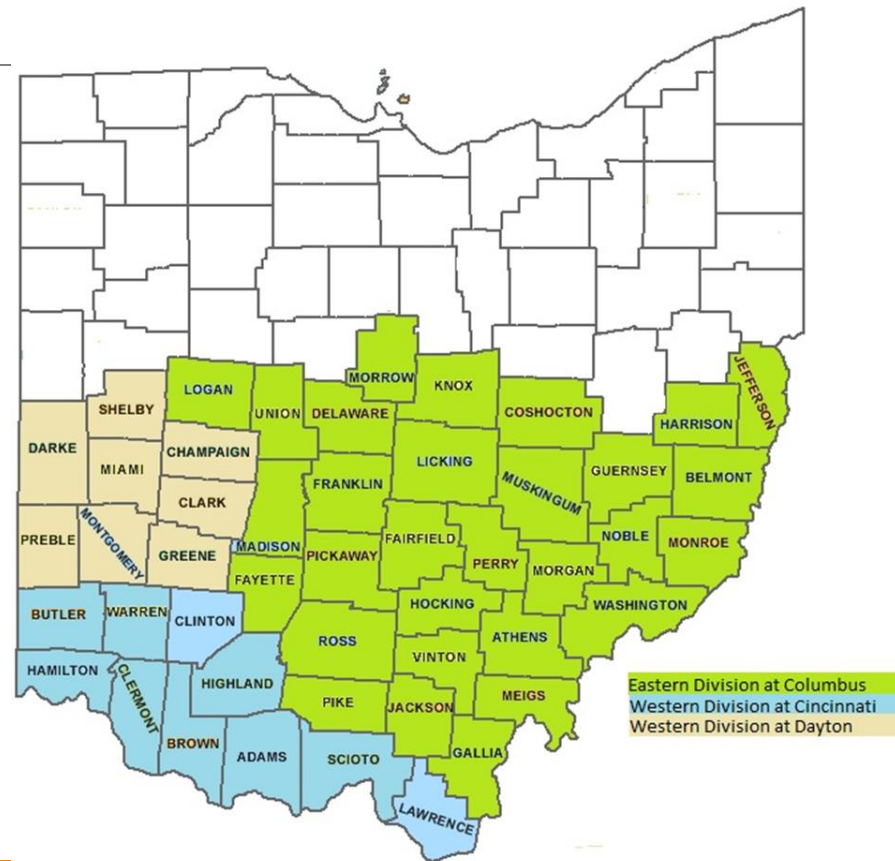 MORROW
LOGAN
KNOX
JEFFERSON
SHELBY
UNION
DELAWARE
COSHOCTON
HARRISON
DARKE
CHAMPAIGN
MIAMI
LICKING
GUERNSEY
BELMONT
FRANKLIN
CLARK
MUSKINGUM
MONTGOMERY
PREBLE
GREENE
MADISON
PICKAWAY
FAIRFIELD
NOBLE
MONROE
PERRY
MORGAN
FAYETTE
HOCKING
WASHINGTON
BUTLER
WARREN
CLINTON
ROSS
ATHENS
VINTON
HAMILTON
CLERMONT
HIGHLAND
PIKE
JACKSON
MEIGS
Eastern Division at Columbus
Western Division at Cincinnati
Western Division at Dayton
BROWN
ADAMS
SCIOTO
GALLIA
LAWRENCE